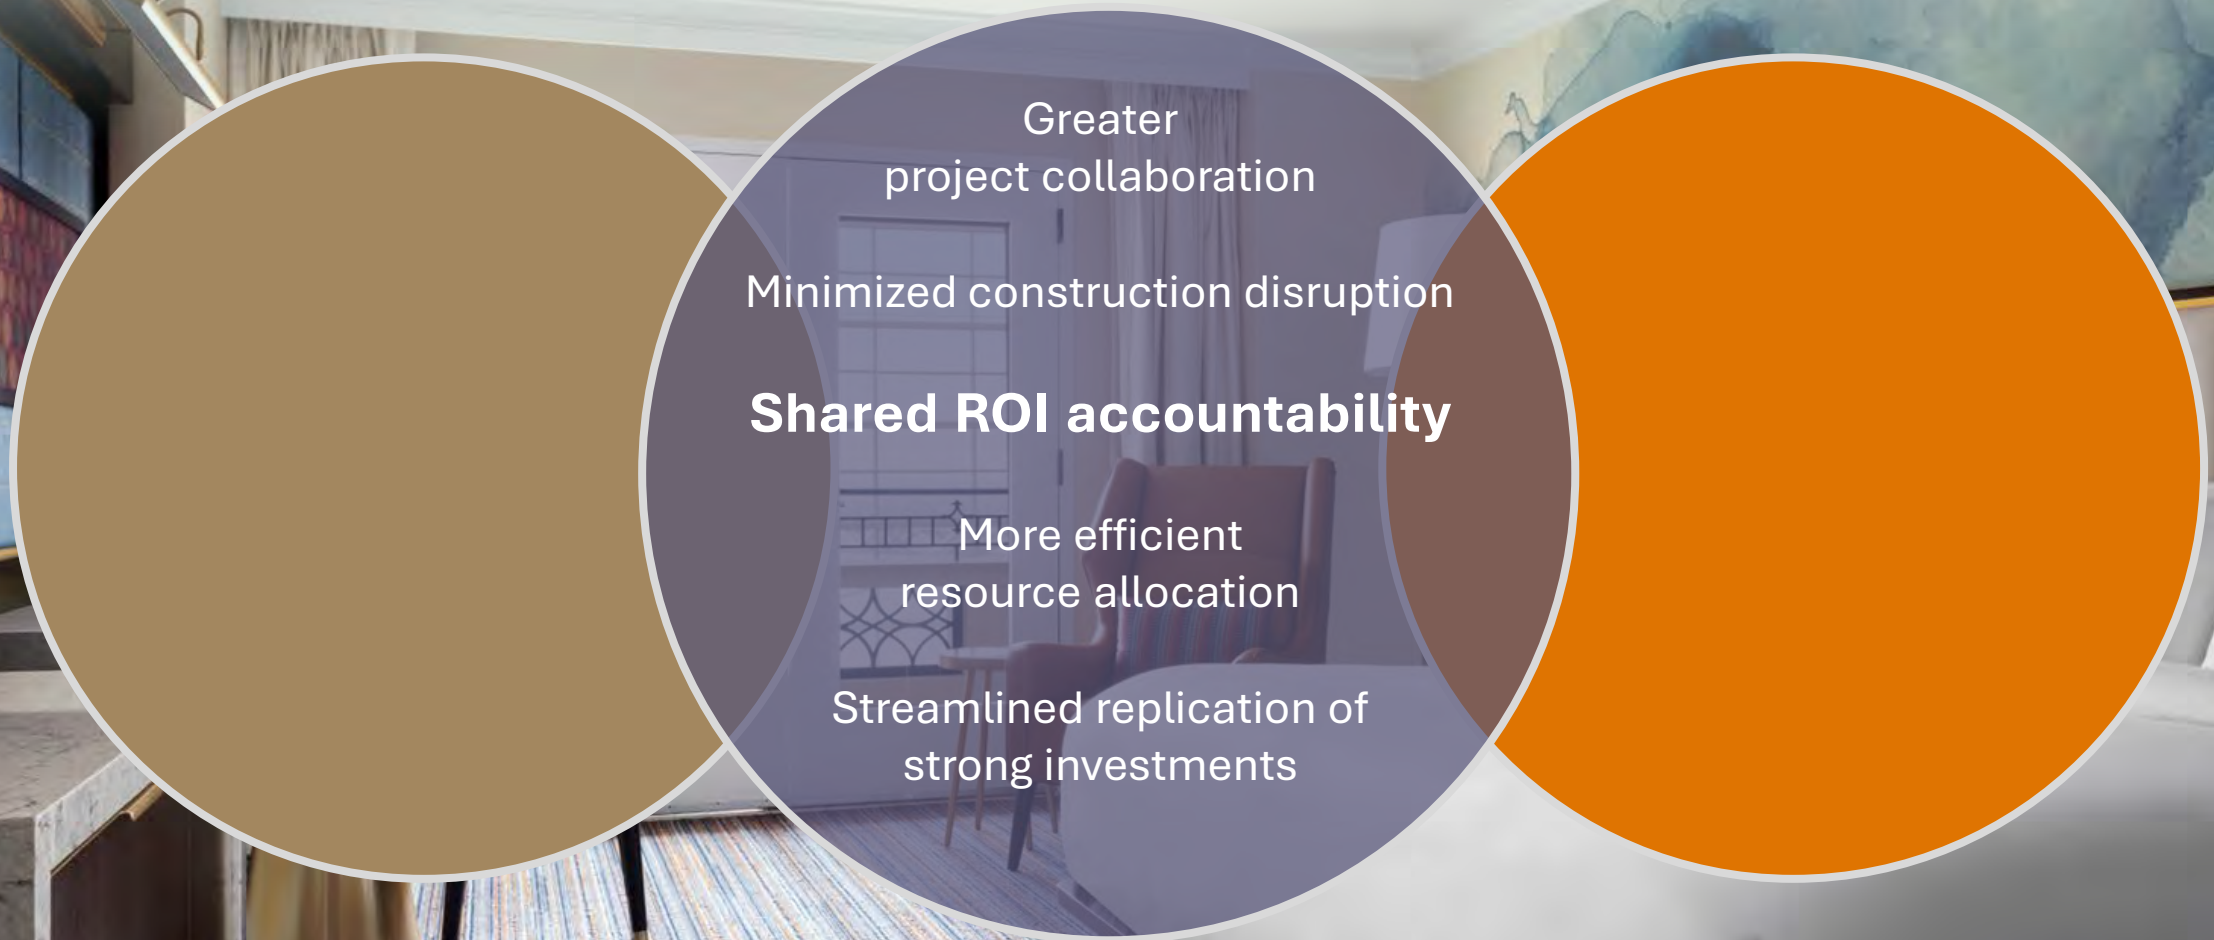 Greater
project collaboration
Minimized construction disruption
Shared ROI accountability
More efficient
resource allocation
Streamlined replication of
strong investments